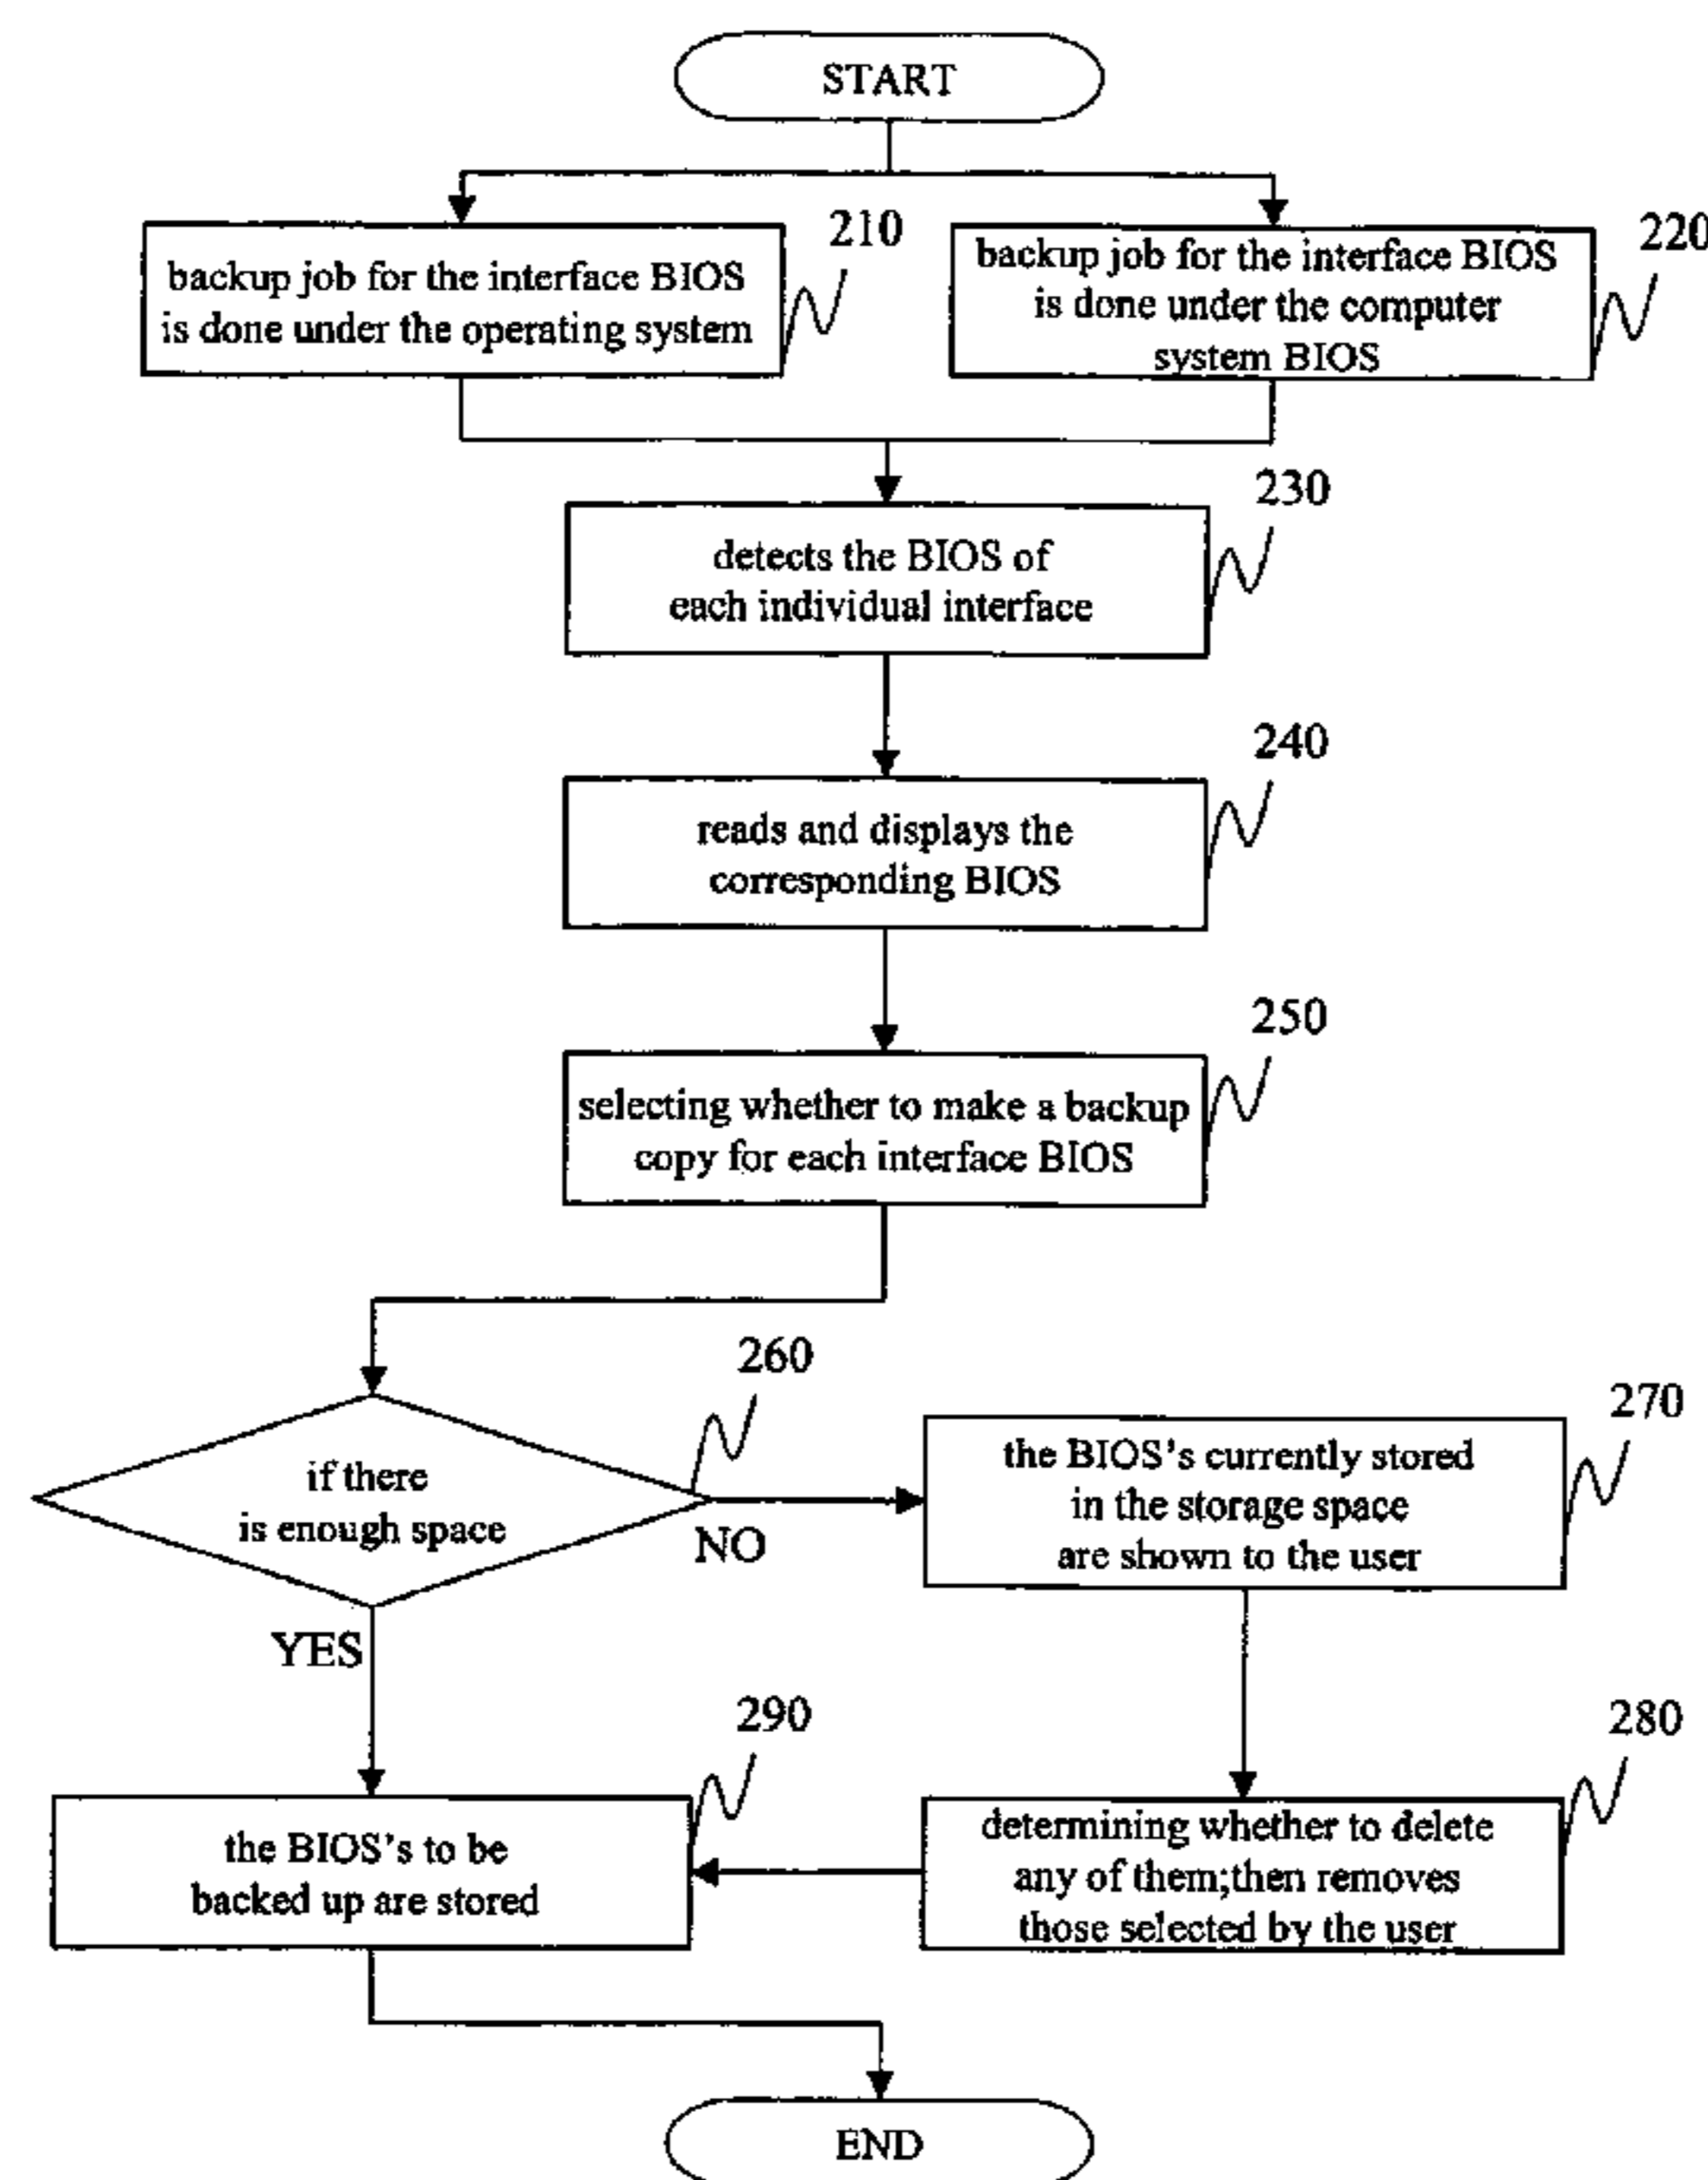 START
210
backup job for the interface BIOS
is done under the operating system
220
backup job for the interface BIOS
is done under the computer
system BIOS
230
detects the BIOS of
each individual interface
240
reads and displays the
corresponding BIOS
250
selecting whether to make a backup
copy for each interface BIOS
260
if there
is enough space
NO
YES
270
the BIOS's currently stored
in the storage space
are shown to the user
280
determining whether to delete
any of them;then removes
those selected by the user
290
the BIOS's to be
backed up are stored
END